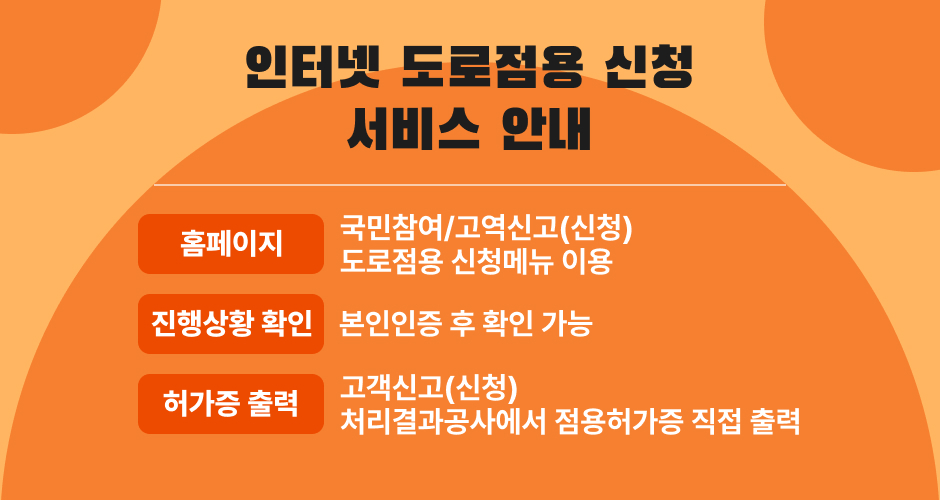 인터넷 도로점용 신청
서비스 안내
홈페이지
국민참여/고역신고(신청)
도로점용 신청메뉴 이용
진행상황 확인
본인인증 후 확인 가능
허가증 출력
고객신고(신청)
처리결과공사에서 점용허가증 직접 출력